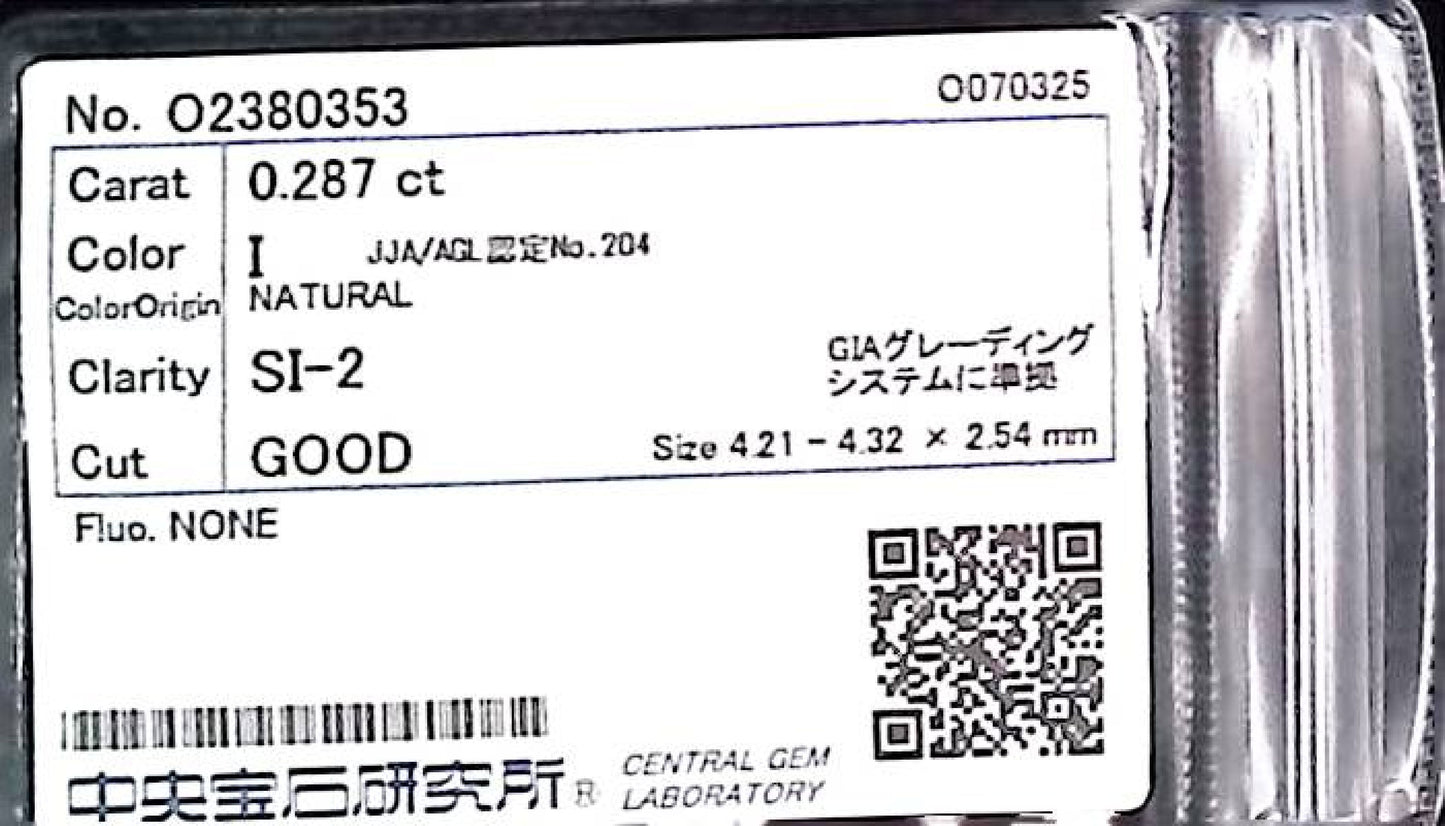 No. O2380353
O070325
Carat 0.287 ct
Color I JJA/AGL認定No.204
ColorOrigin NATURAL
Clarity SI-2
GIAグレーディング
システムに準拠
Cut GOOD
Size 4.21 - 4.32 × 2.54 mm
Fluo. NONE
中央宝石研究所® CENTRAL GEM
LABORATORY